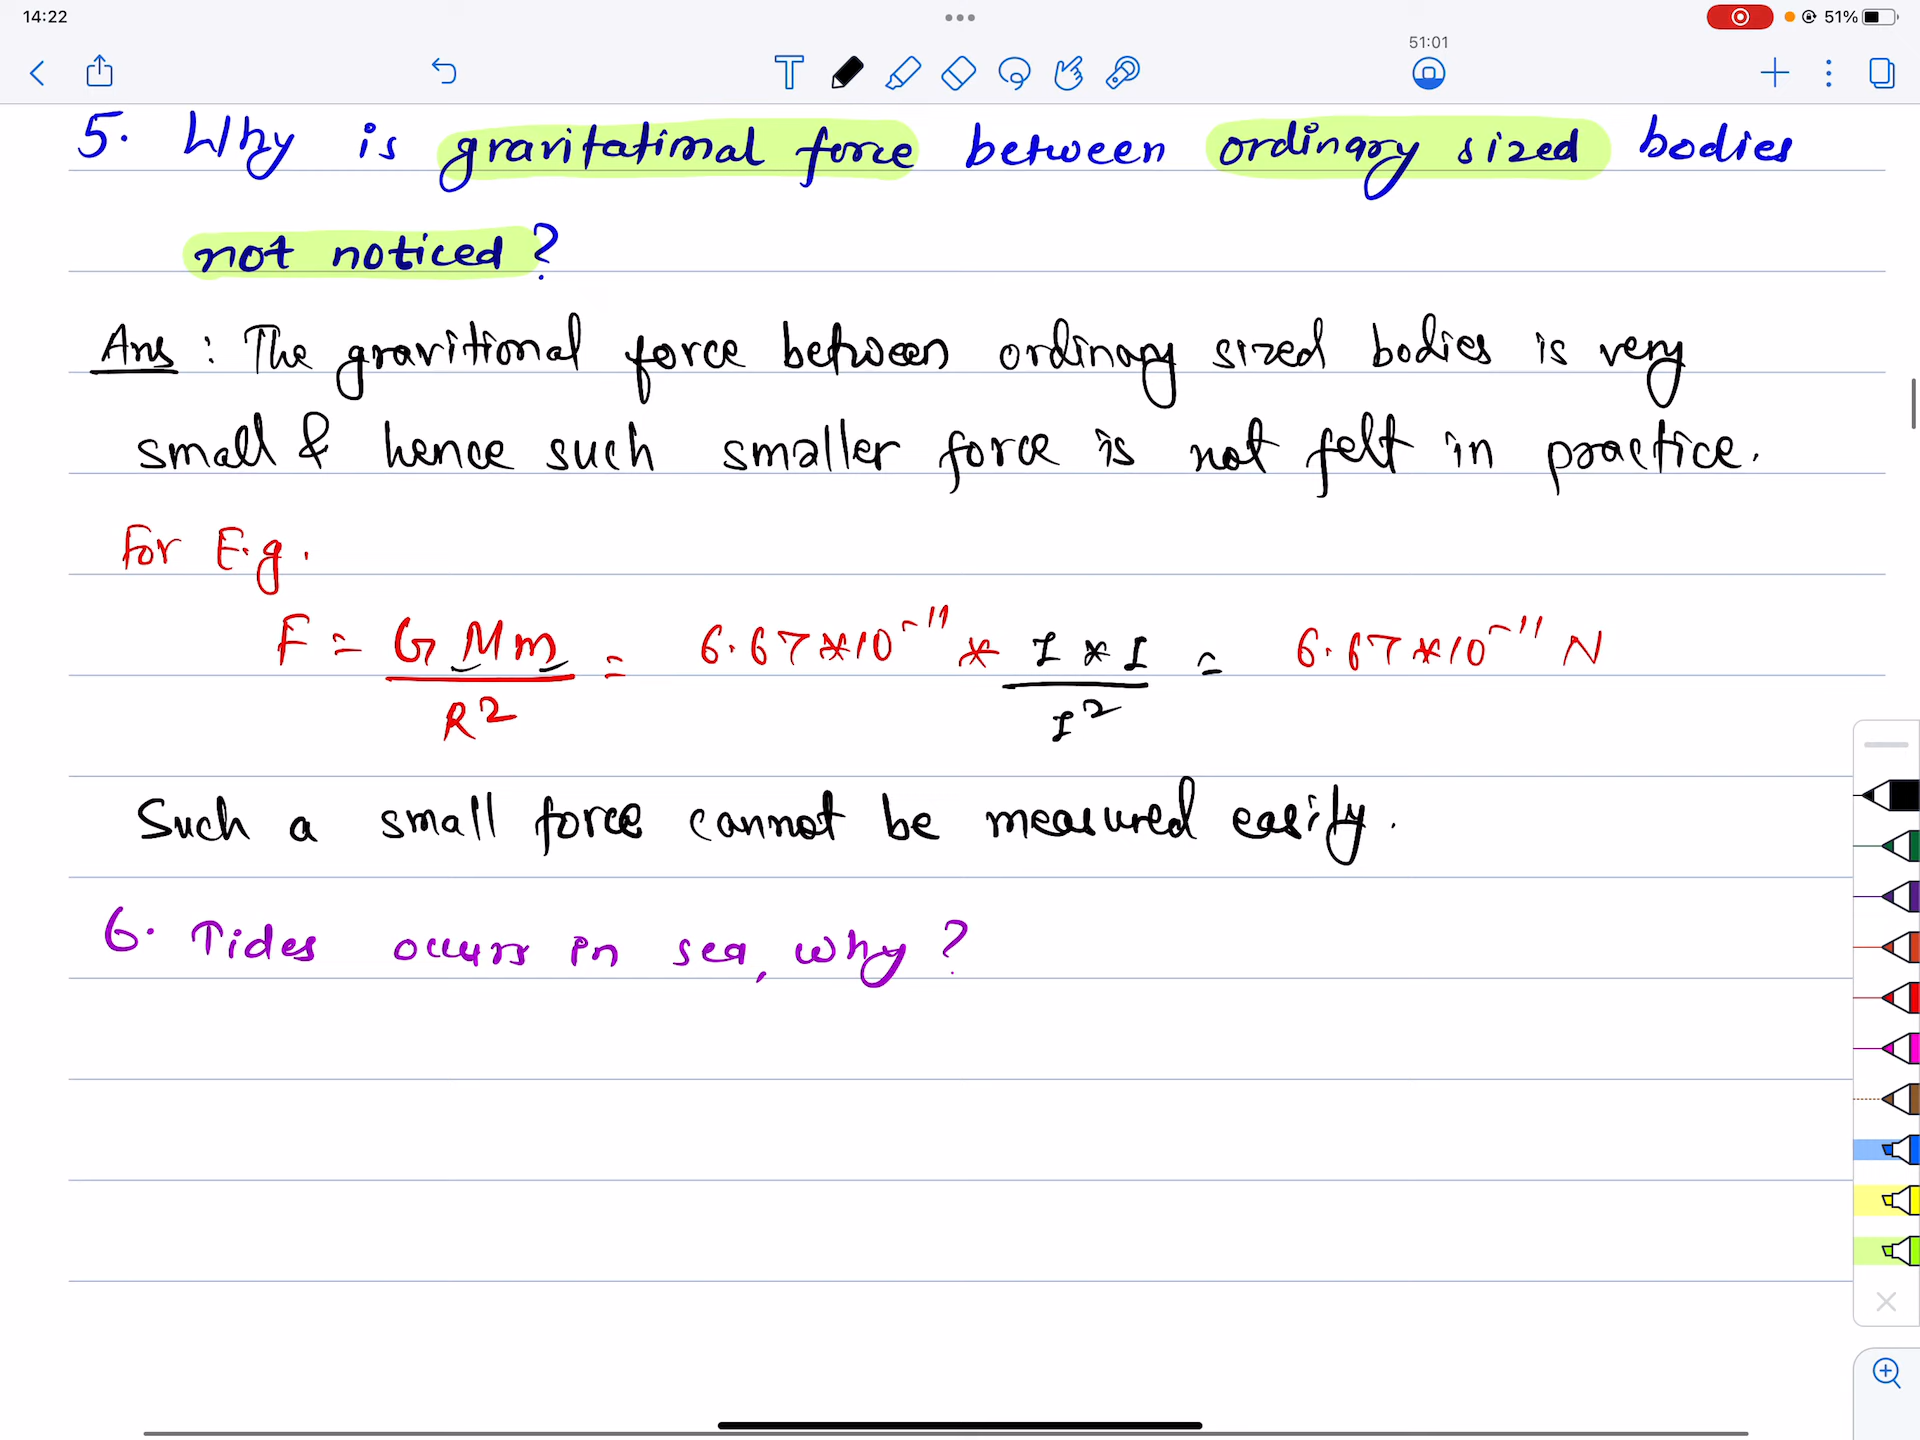 14:22
51%
51:01
T
5. Why is gravitational force between ordinary sized bodies
not noticed ?
Ans : The gravitional force between ordinary sized bodies is very
small & hence such smaller force is not felt in practice.
For E.g.
F = G M m / R² = 6.67 * 10⁻¹¹ * 1 * 1 / 1² = 6.67 * 10⁻¹¹ N
Such a small force cannot be measured easily.
6. Tides occurs in sea, why ?